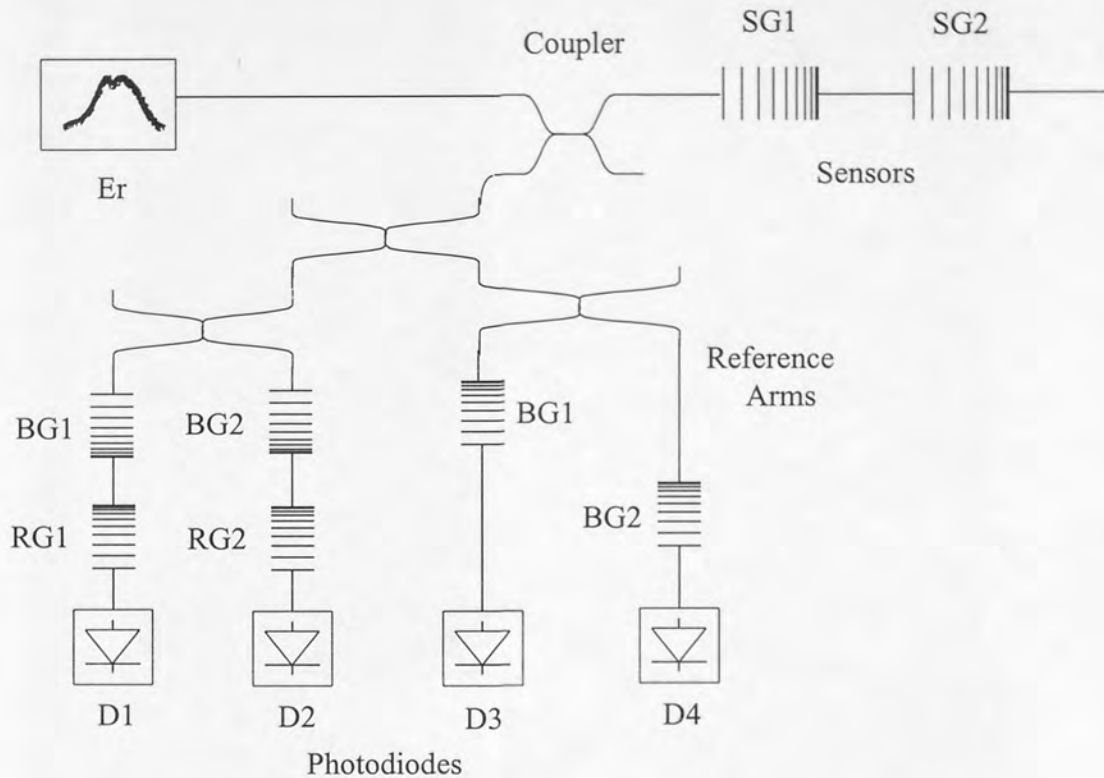 SG1
SG2
Coupler
Er
Sensors
Reference
Arms
BG1
BG2
BG1
RG1
RG2
BG2
D1
D2
D3
D4
Photodiodes